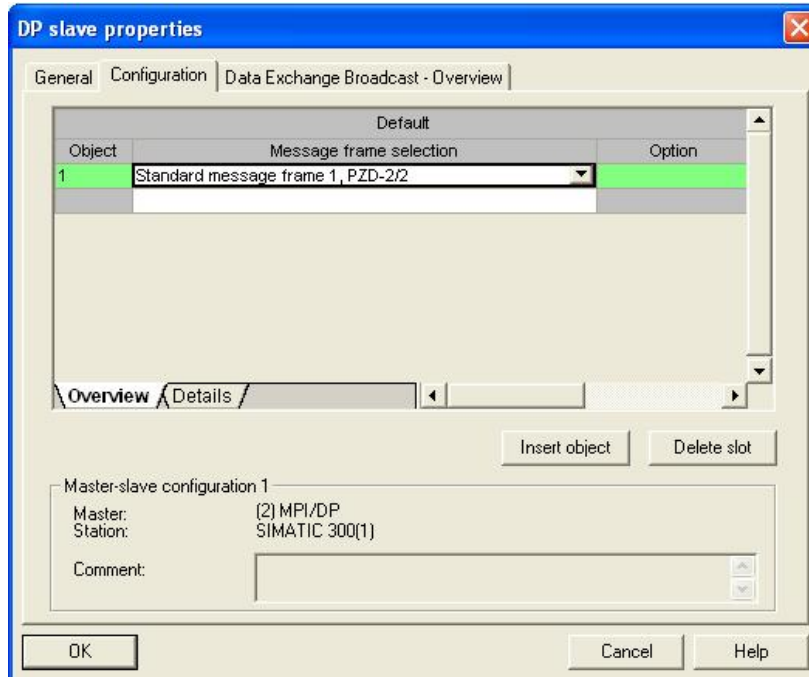 DP slave properties
General Configuration Data Exchange Broadcast - Overview
Default
Object Message frame selection Option
1 Standard message frame 1, PZD-2/2
Overview Details
Insert object Delete slot
Master-slave configuration 1
Master: (2) MPI/DP
Station: SIMATIC 300(1)
Comment:
OK Cancel Help